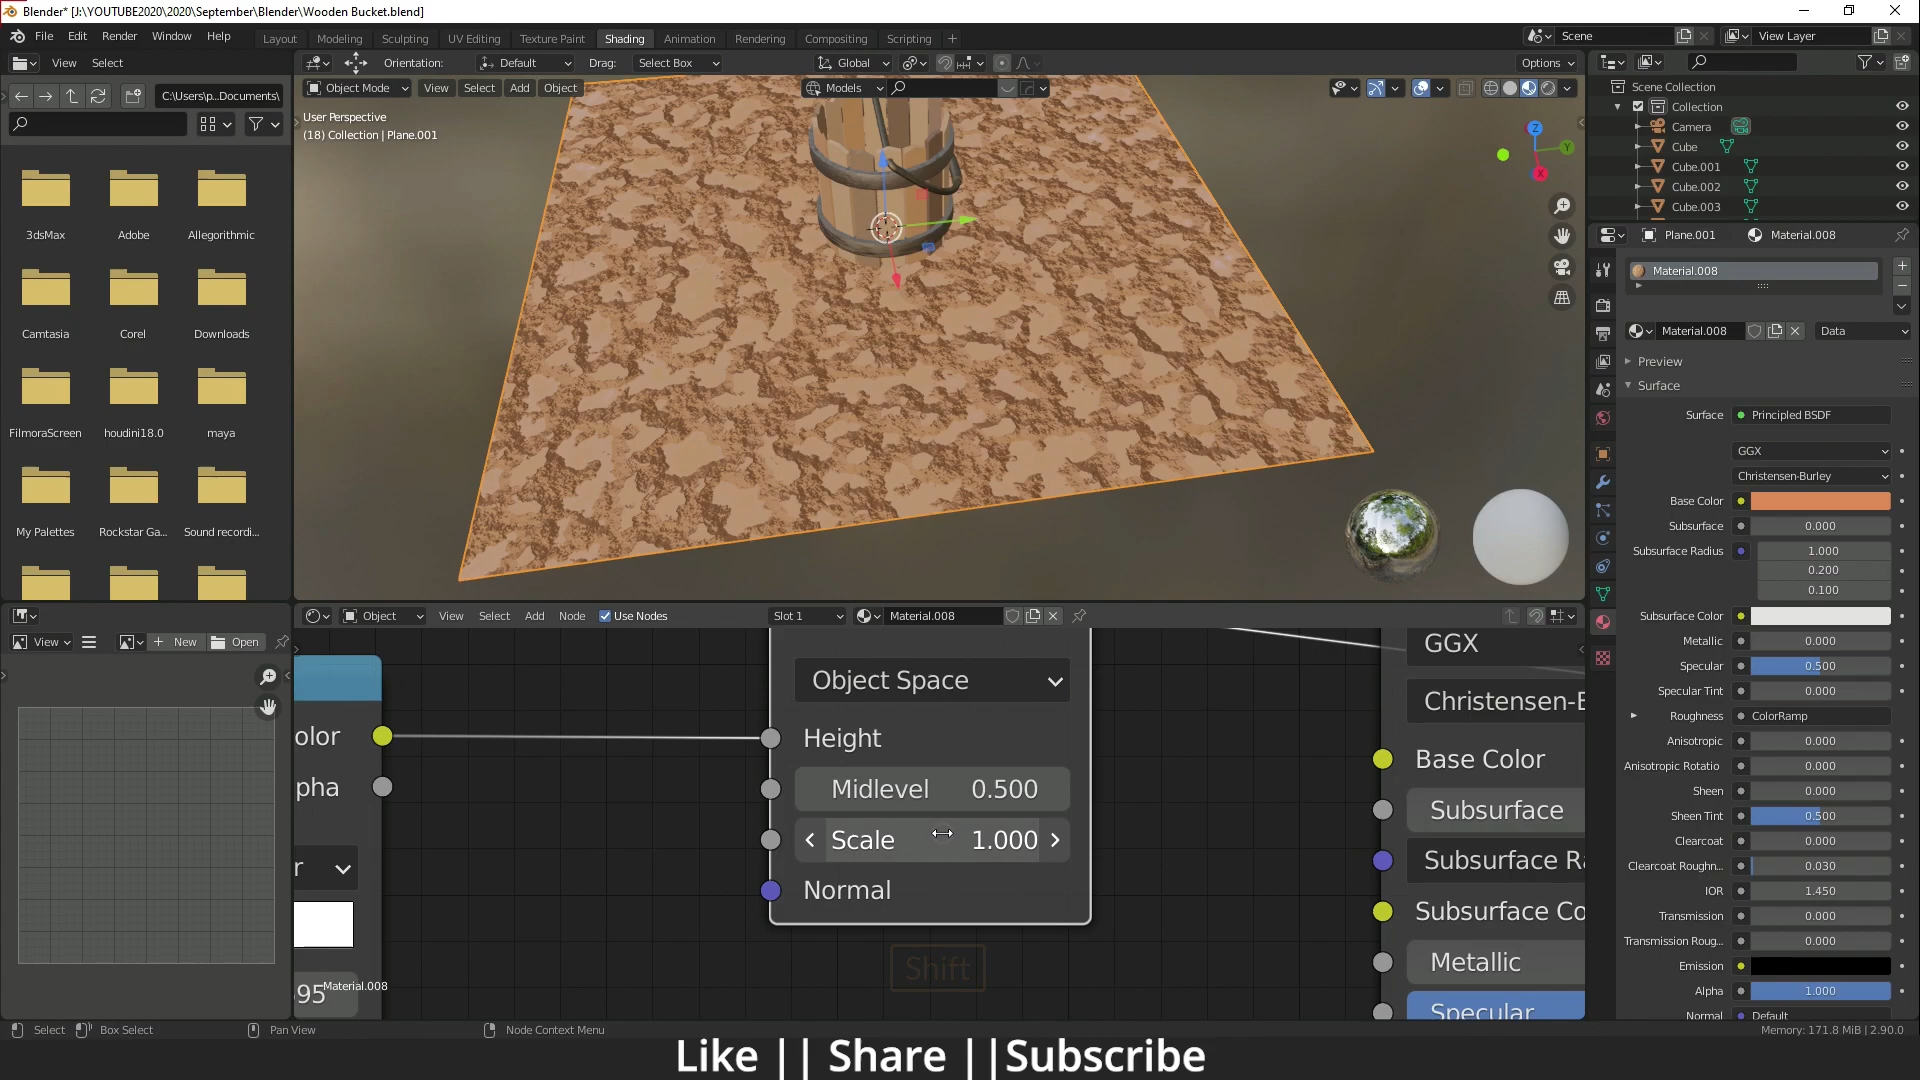 Blender* [J:\YOUTUBE2020\2020\September\Blender\Wooden Bucket.blend]
File Edit Render Window Help Layout Modeling Sculpting UV Editing Texture Paint Shading Animation Rendering Compositing Scripting + Scene View Layer
View Select Orientation: Default Drag: Select Box Global Options
C:\Users\p...Documents\ Object Mode View Select Add Object Models
User Perspective
(18) Collection | Plane.001
Scene Collection
Collection
Camera
Cube
Cube.001
Cube.002
Cube.003
Z
Y
X
3dsMax Adobe Allegorithmic
Camtasia Corel Downloads
FilmoraScreen houdini18.0 maya
My Palettes Rockstar Ga... Sound recordi...
Plane.001 Material.008
Material.008
Material.008 Data
Preview
Surface
Surface Principled BSDF
GGX
Christensen-Burley
Base Color
Subsurface 0.000
Subsurface Radius 1.000
0.200
0.100
Subsurface Color
Metallic 0.000
Specular 0.500
Specular Tint 0.000
Roughness ColorRamp
Anisotropic 0.000
Anisotropic Rotatio 0.000
Sheen 0.000
Sheen Tint 0.500
Clearcoat 0.000
Clearcoat Roughn... 0.030
IOR 1.450
Transmission 0.000
Transmission Roug... 0.000
Emission
Alpha 1.000
Normal Default
Object View Select Add Node Use Nodes Slot 1 Material.008
View New Open
olor
pha
r
95
Material.008
Object Space
Height
Midlevel 0.500
Scale 1.000
Normal
Shift
GGX
Christensen-E
Base Color
Subsurface
Subsurface Ra
Subsurface Co
Metallic
Specular
Select Box Select Pan View Node Context Menu Memory: 171.8 MiB | 2.90.0
Like || Share ||Subscribe